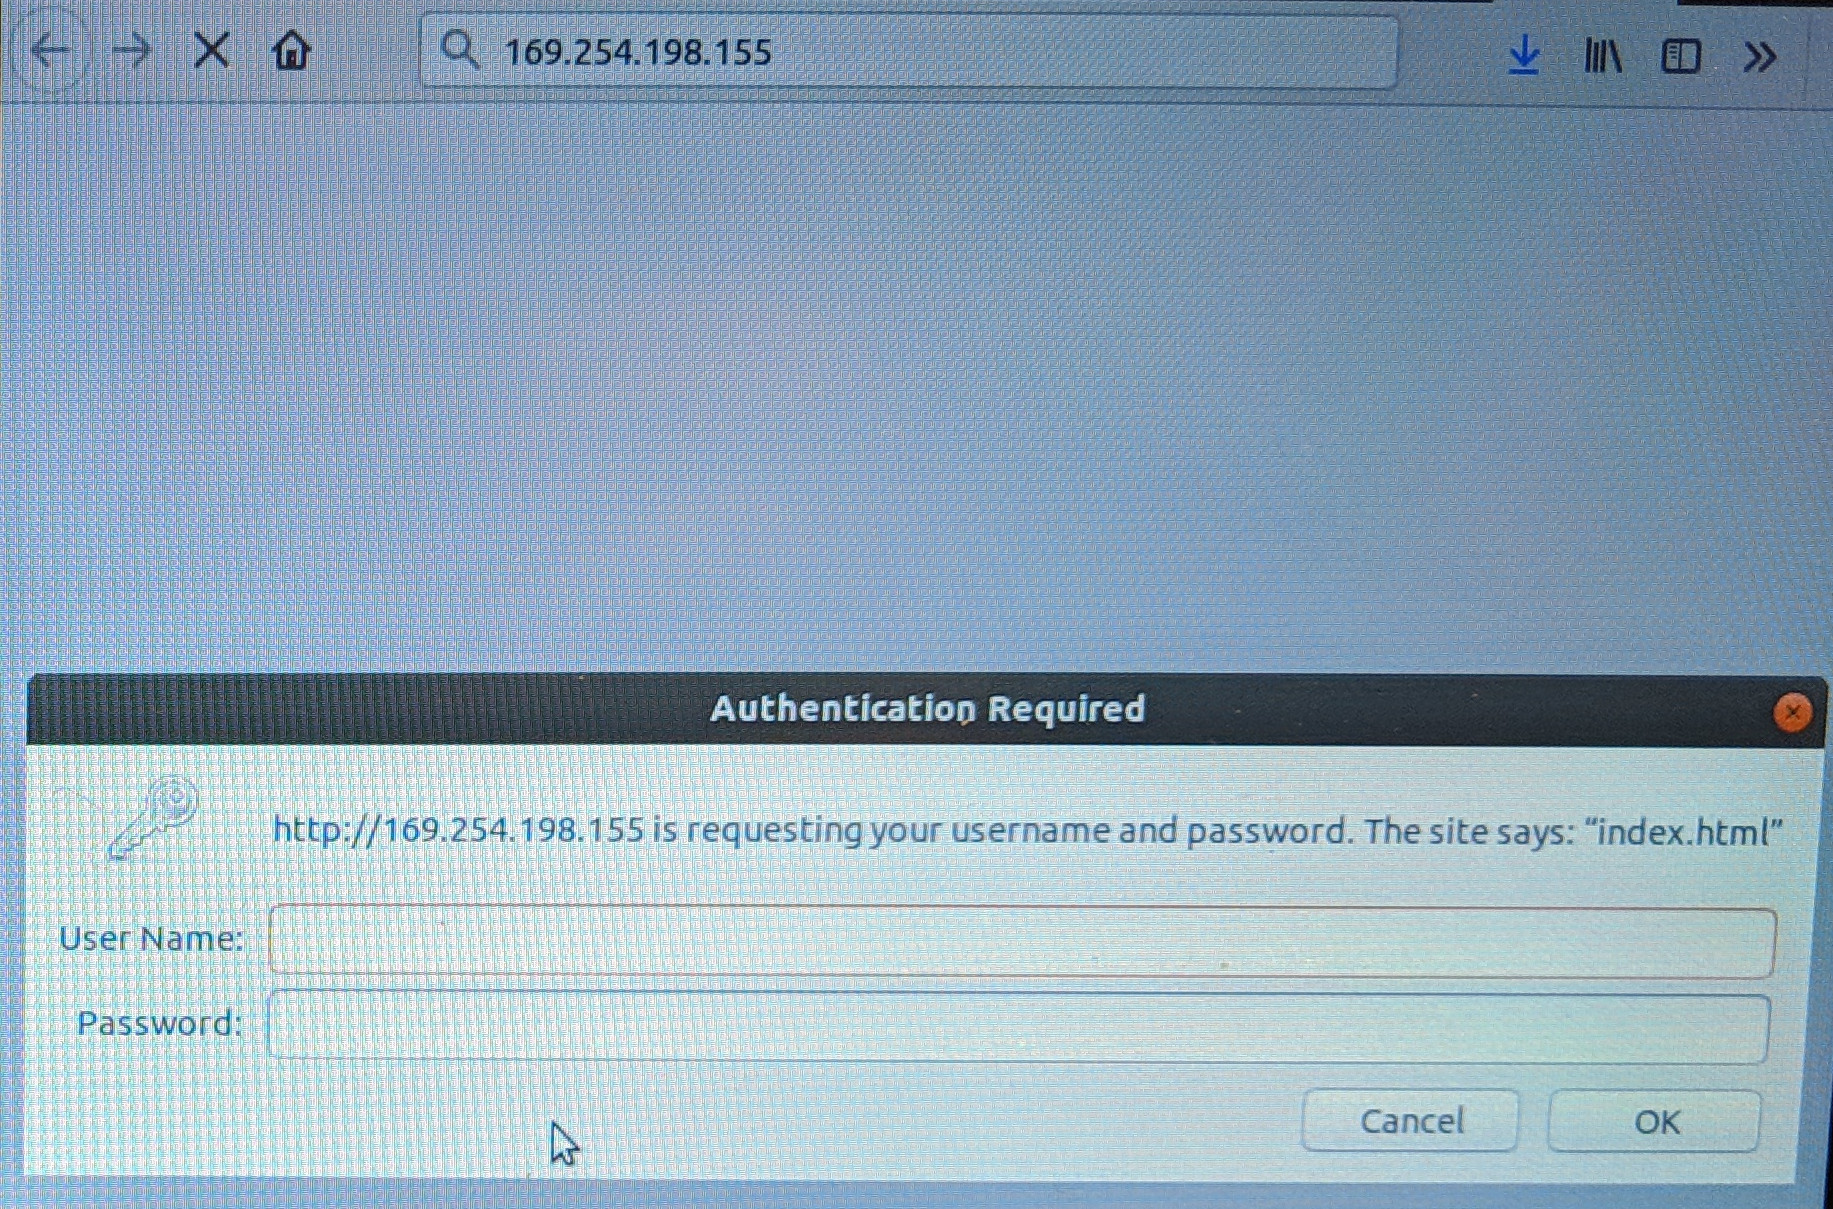 169.254.198.155
Authentication Required
http://169.254.198.155 is requesting your username and password. The site says: “index.html”
User Name:
Password:
Cancel
OK